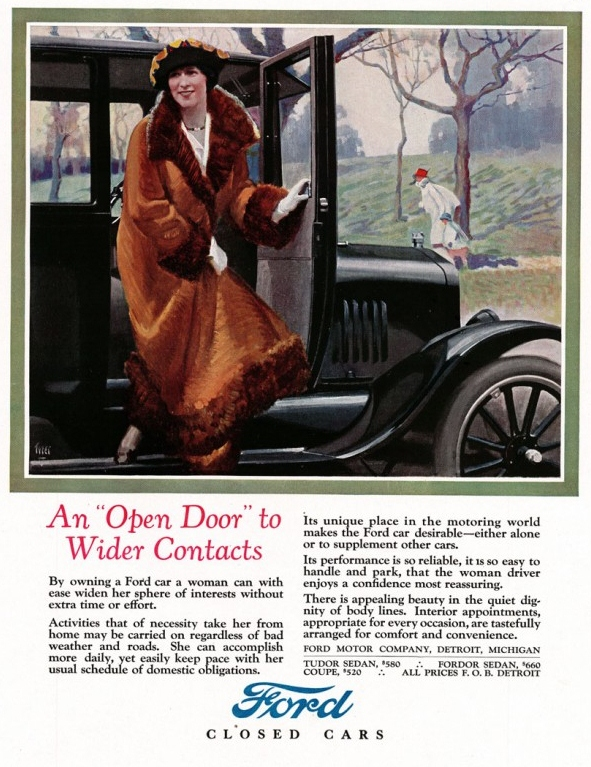 An "Open Door" to
Wider Contacts
By owning a Ford car a woman can with
ease widen her sphere of interests without
extra time or effort.
Activities that of necessity take her from
home may be carried on regardless of bad
weather and roads. She can accomplish
more daily, yet easily keep pace with her
usual schedule of domestic obligations.
Its unique place in the motoring world
makes the Ford car desirable—either alone
or to supplement other cars.
Its performance is so reliable, it is so easy to
handle and park, that the woman driver
enjoys a confidence most reassuring.
There is appealing beauty in the quiet dig-
nity of body lines. Interior appointments,
appropriate for every occasion, are tastefully
arranged for comfort and convenience.
FORD MOTOR COMPANY, DETROIT, MICHIGAN
TUDOR SEDAN, $580 ∴ FORDOR SEDAN, $660
COUPE, $520 ∴ ALL PRICES F. O. B. DETROIT
Ford
CLOSED CARS